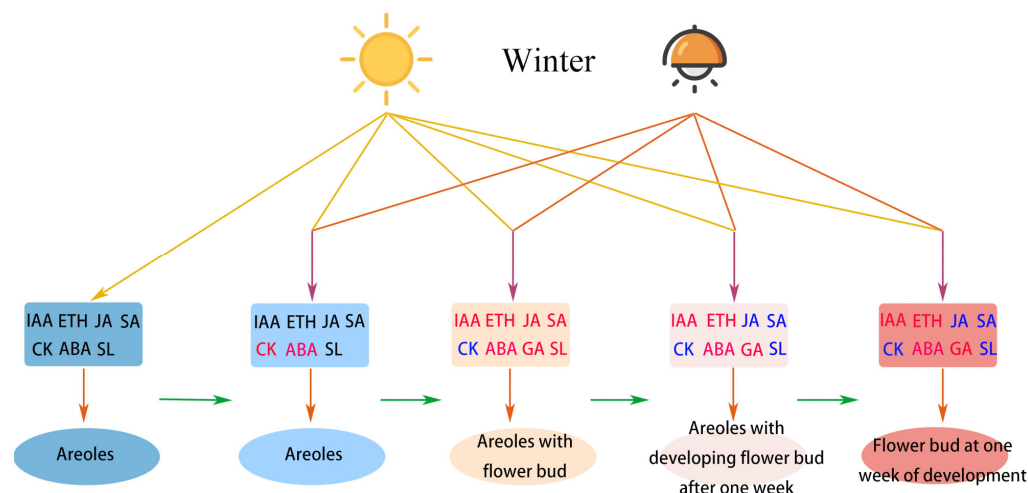 Winter
IAA ETH JA SA
CK ABA SL
IAA ETH JA SA
CK ABA SL
IAA ETH JA SA
CK ABA GA SL
IAA ETH JA SA
CK ABA GA SL
IAA ETH JA SA
CK ABA GA SL
Areoles
Areoles
Areoles with
flower bud
Areoles with
developing flower bud
after one week
Flower bud at one
week of development